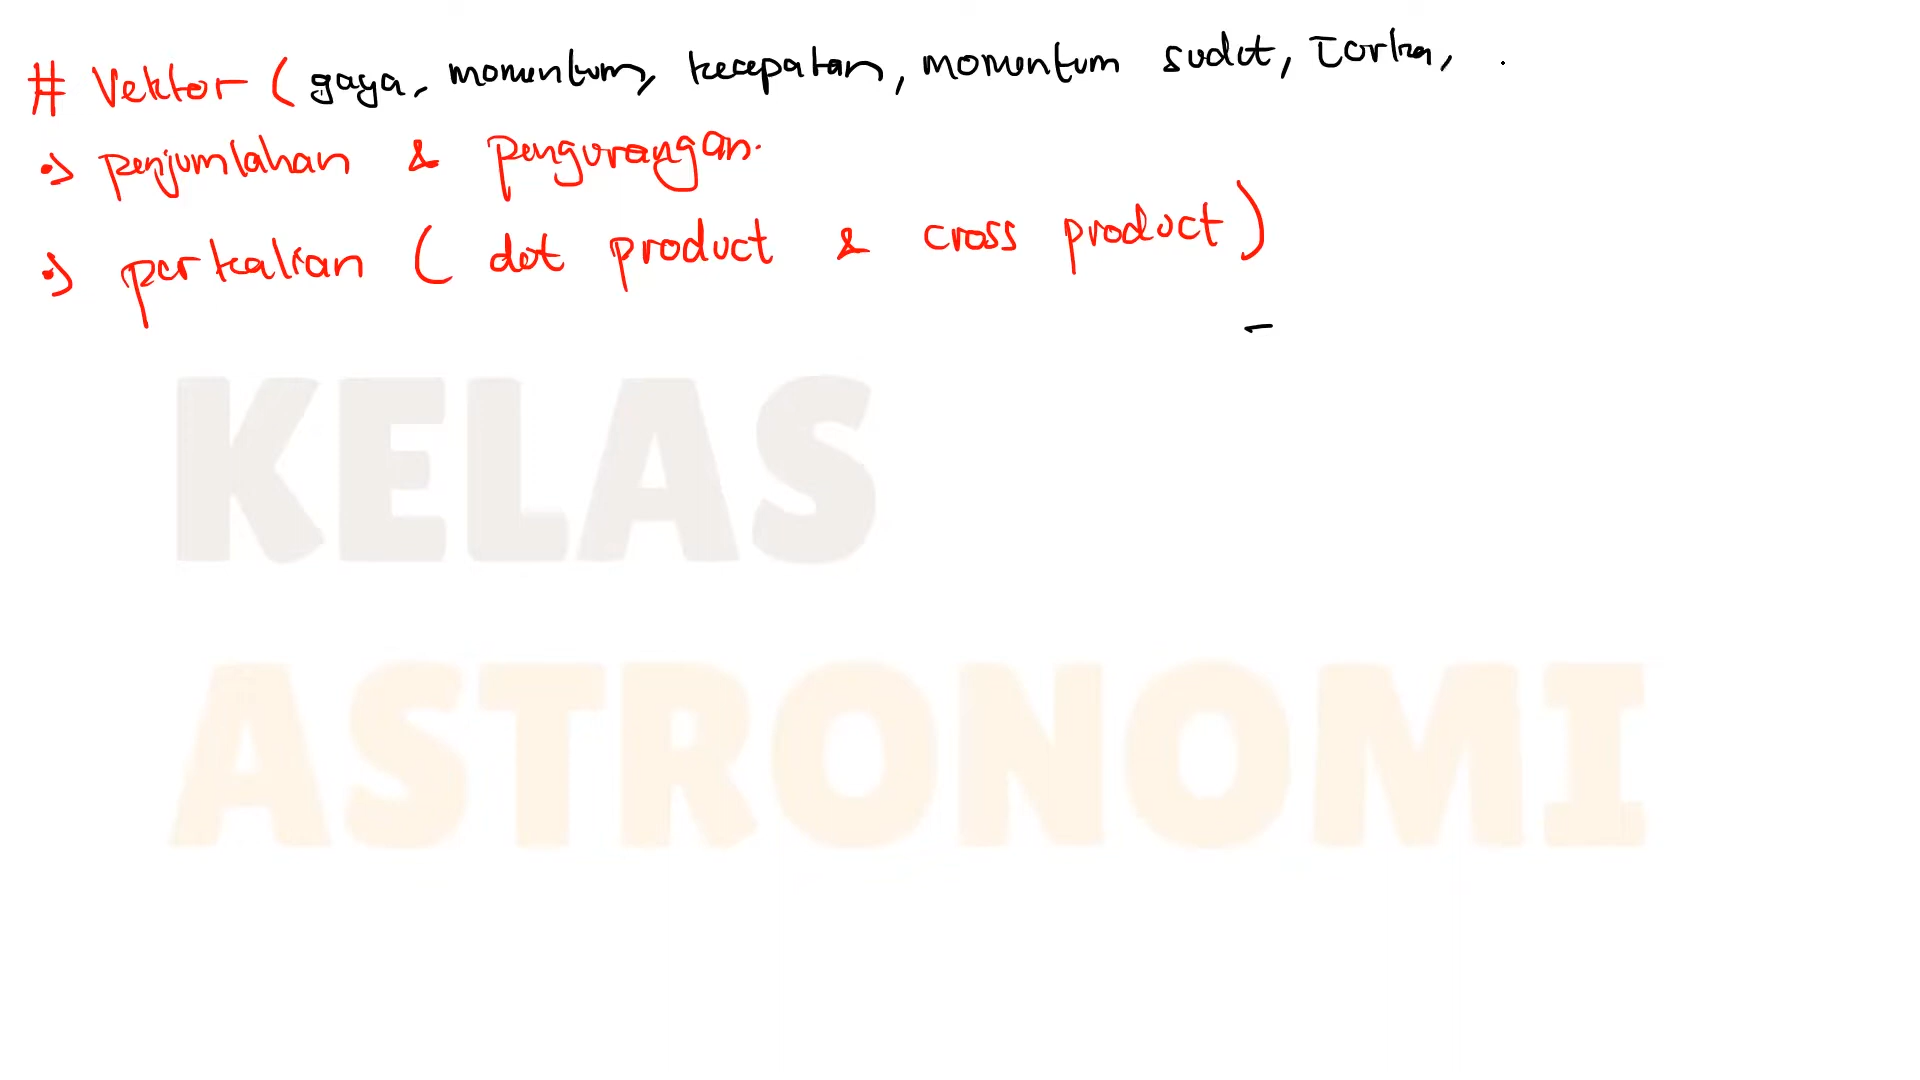 # Vektor ( gaya, momentum, kecepatan, momentum sudut, Torka, .
→ penjumlahan & pengurangan.
→ perkalian ( dot product & cross product )
KELAS
ASTRONOMI